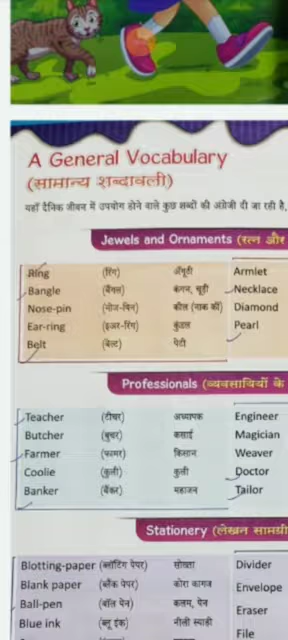 A General Vocabulary
(सामान्य शब्दावली)
यहाँ दैनिक जीवन में उपयोग होने वाले कुछ शब्दों की अंग्रेजी दी जा रही है,
Jewels and Ornaments (रत्न और
Ring (रिंग) अँगूठी Armlet
Bangle (बैंगल) कंगन, चूड़ी Necklace
Nose-pin (नोज-पिन) कील (नाक की) Diamond
Ear-ring (इअर-रिंग) कुंडल Pearl
Belt (बेल्ट) पेटी
Professionals (व्यवसायियों के
Teacher (टीचर) अध्यापक Engineer
Butcher (बुचर) कसाई Magician
Farmer (फार्मर) किसान Weaver
Coolie (कुली) कुली Doctor
Banker (बैंकर) महाजन Tailor
Stationery (लेखन सामग्री
Blotting-paper (ब्लॉटिंग पेपर) सोख्ता Divider
Blank paper (ब्लैंक पेपर) कोरा कागज Envelope
Ball-pen (बॉल पेन) कलम, पेन Eraser
Blue ink (ब्लू इंक) नीली स्याही File